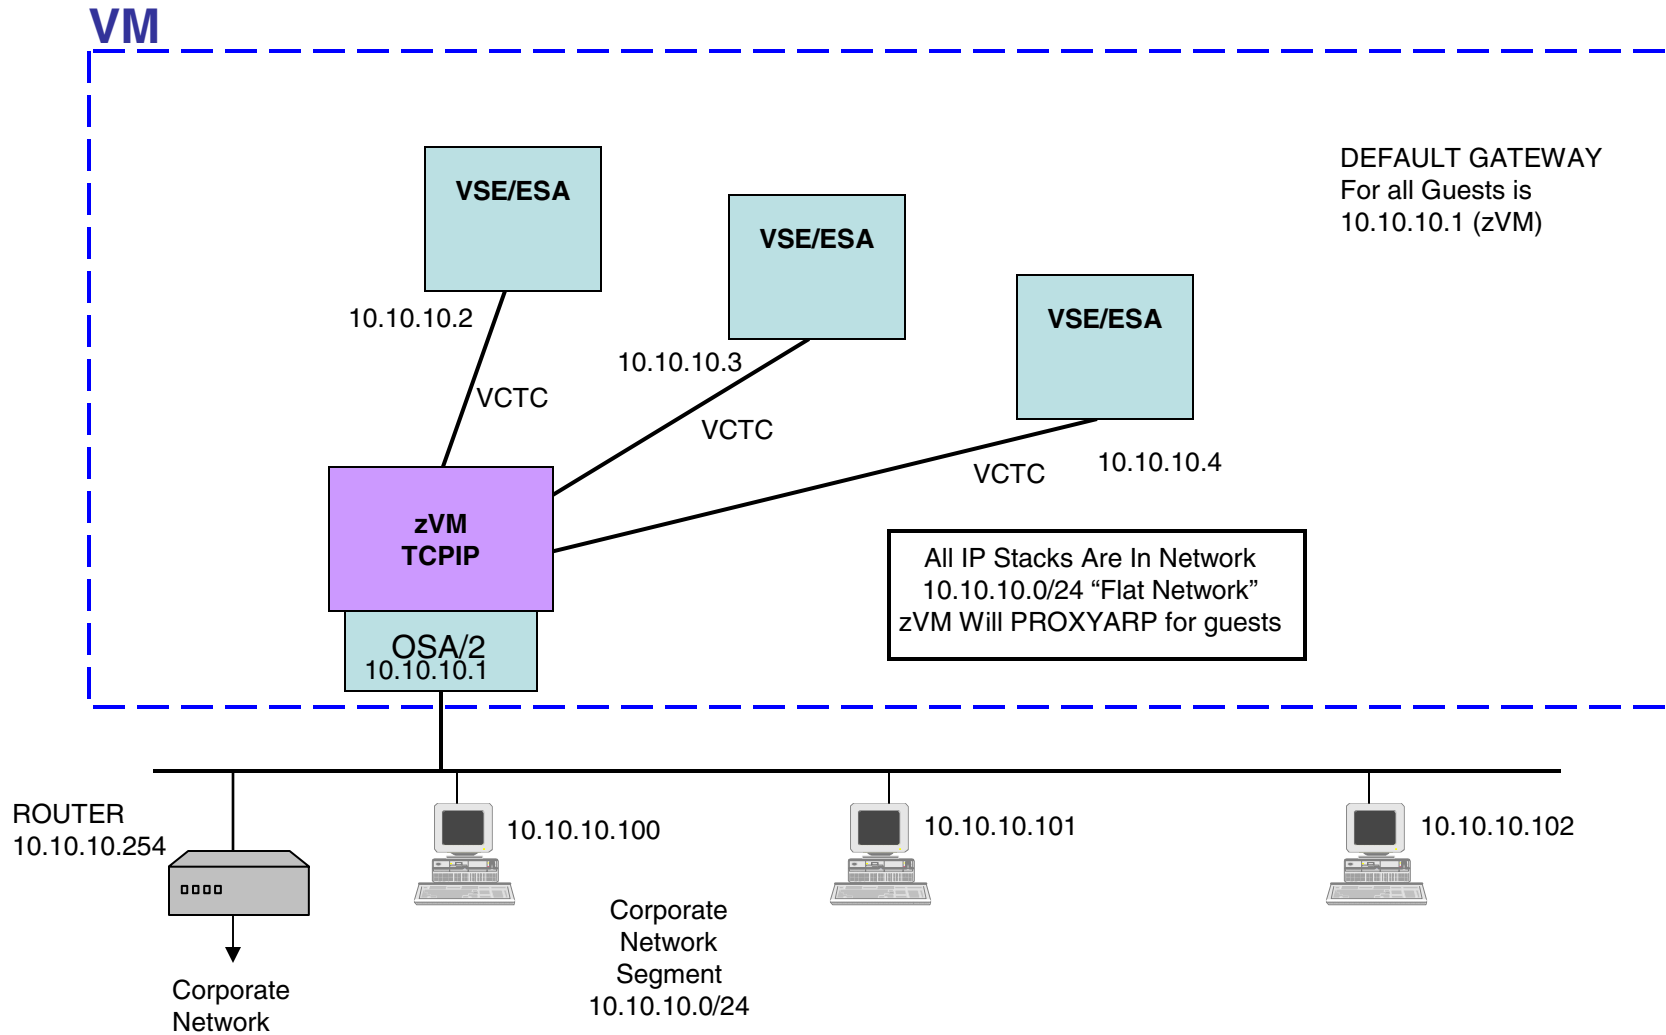 VM
VSE/ESA
VSE/ESA
VSE/ESA
DEFAULT GATEWAY
For all Guests is
10.10.10.1 (zVM)
10.10.10.2
10.10.10.3
10.10.10.4
VCTC
VCTC
VCTC
zVM
TCPIP
OSA/2
10.10.10.1
All IP Stacks Are In Network
10.10.10.0/24 “Flat Network”
zVM Will PROXYARP for guests
ROUTER
10.10.10.254
10.10.10.100
10.10.10.101
10.10.10.102
Corporate
Network
Segment
10.10.10.0/24
Corporate
Network